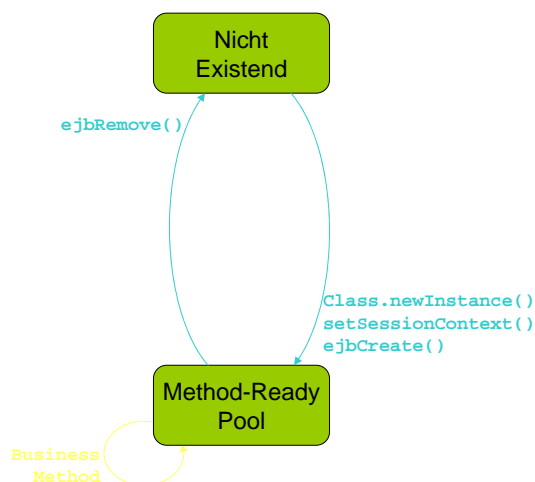 Nicht
Existend
ejbRemove()
Class.newInstance()
setSessionContext()
ejbCreate()
Method-Ready
Pool
Business
Method